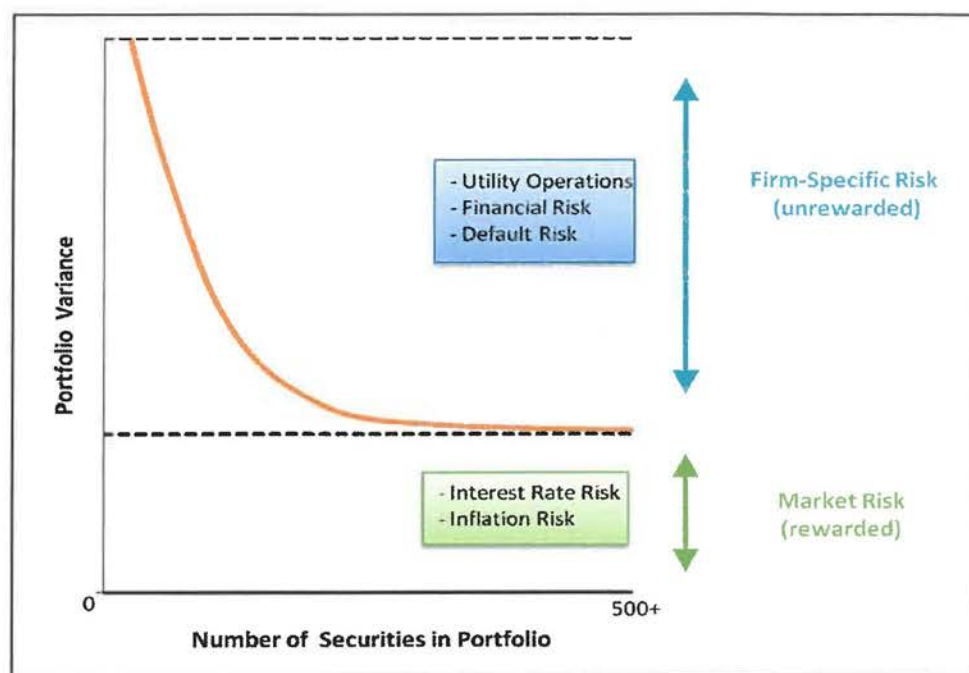 Portfolio Variance
- Utility Operations
- Financial Risk
- Default Risk
Firm-Specific Risk
(unrewarded)
- Interest Rate Risk
- Inflation Risk
Market Risk
(rewarded)
0
500+
Number of Securities in Portfolio